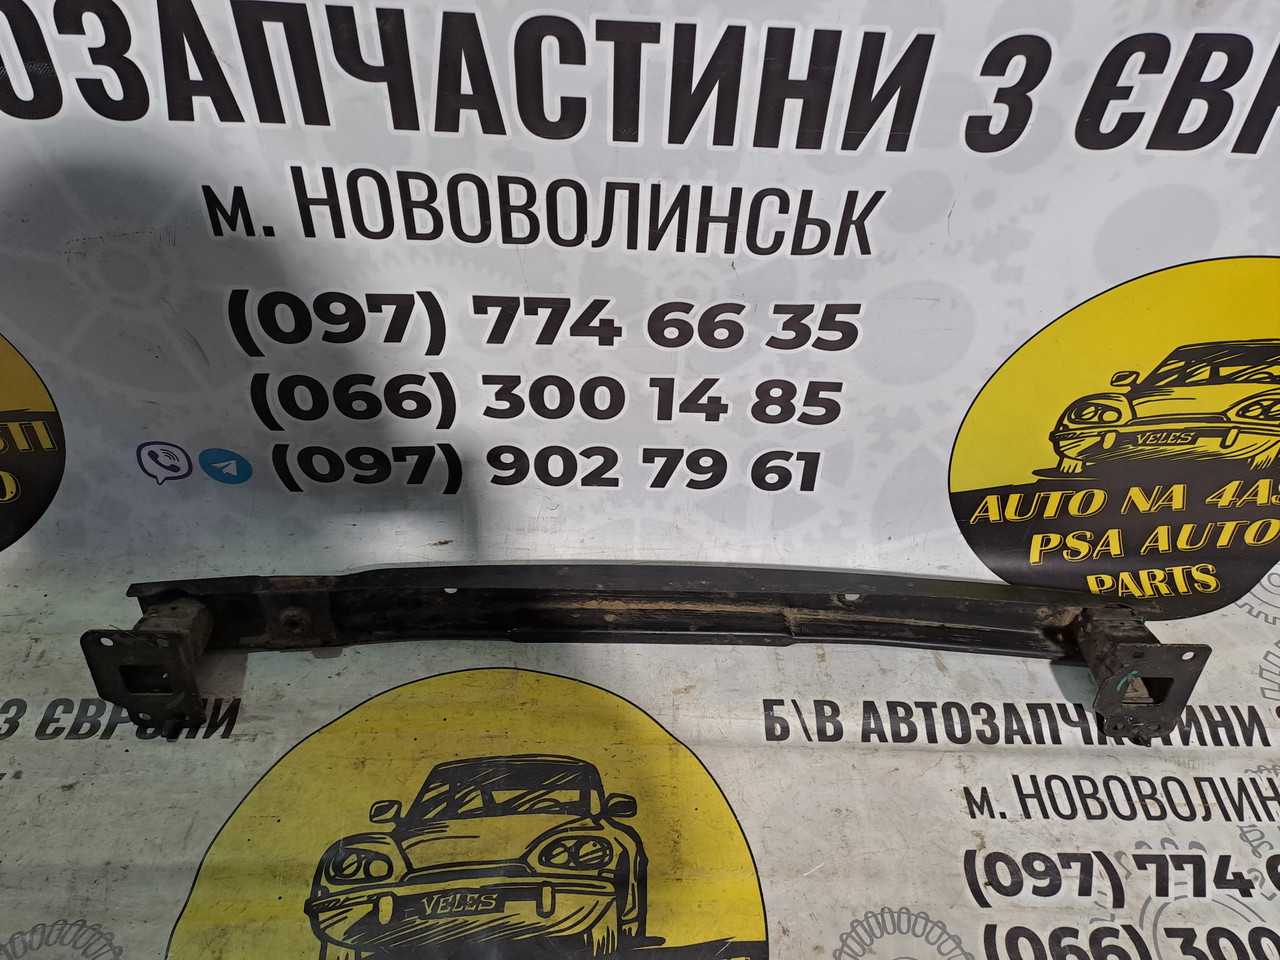 ОЗАПЧАСТИНИ З ЄВР
м. НОВОВОЛИНСЬК
(097) 774 66 35
(066) 300 14 85
(097) 902 79 61
VELES
AUTO NA 4AS
PSA AUTO
PARTS
З ЄВРОПИ
Б\В АВТОЗАПЧАСТИНИ
м. НОВОВОЛИН
(097) 774 6
(066) 300
VELES